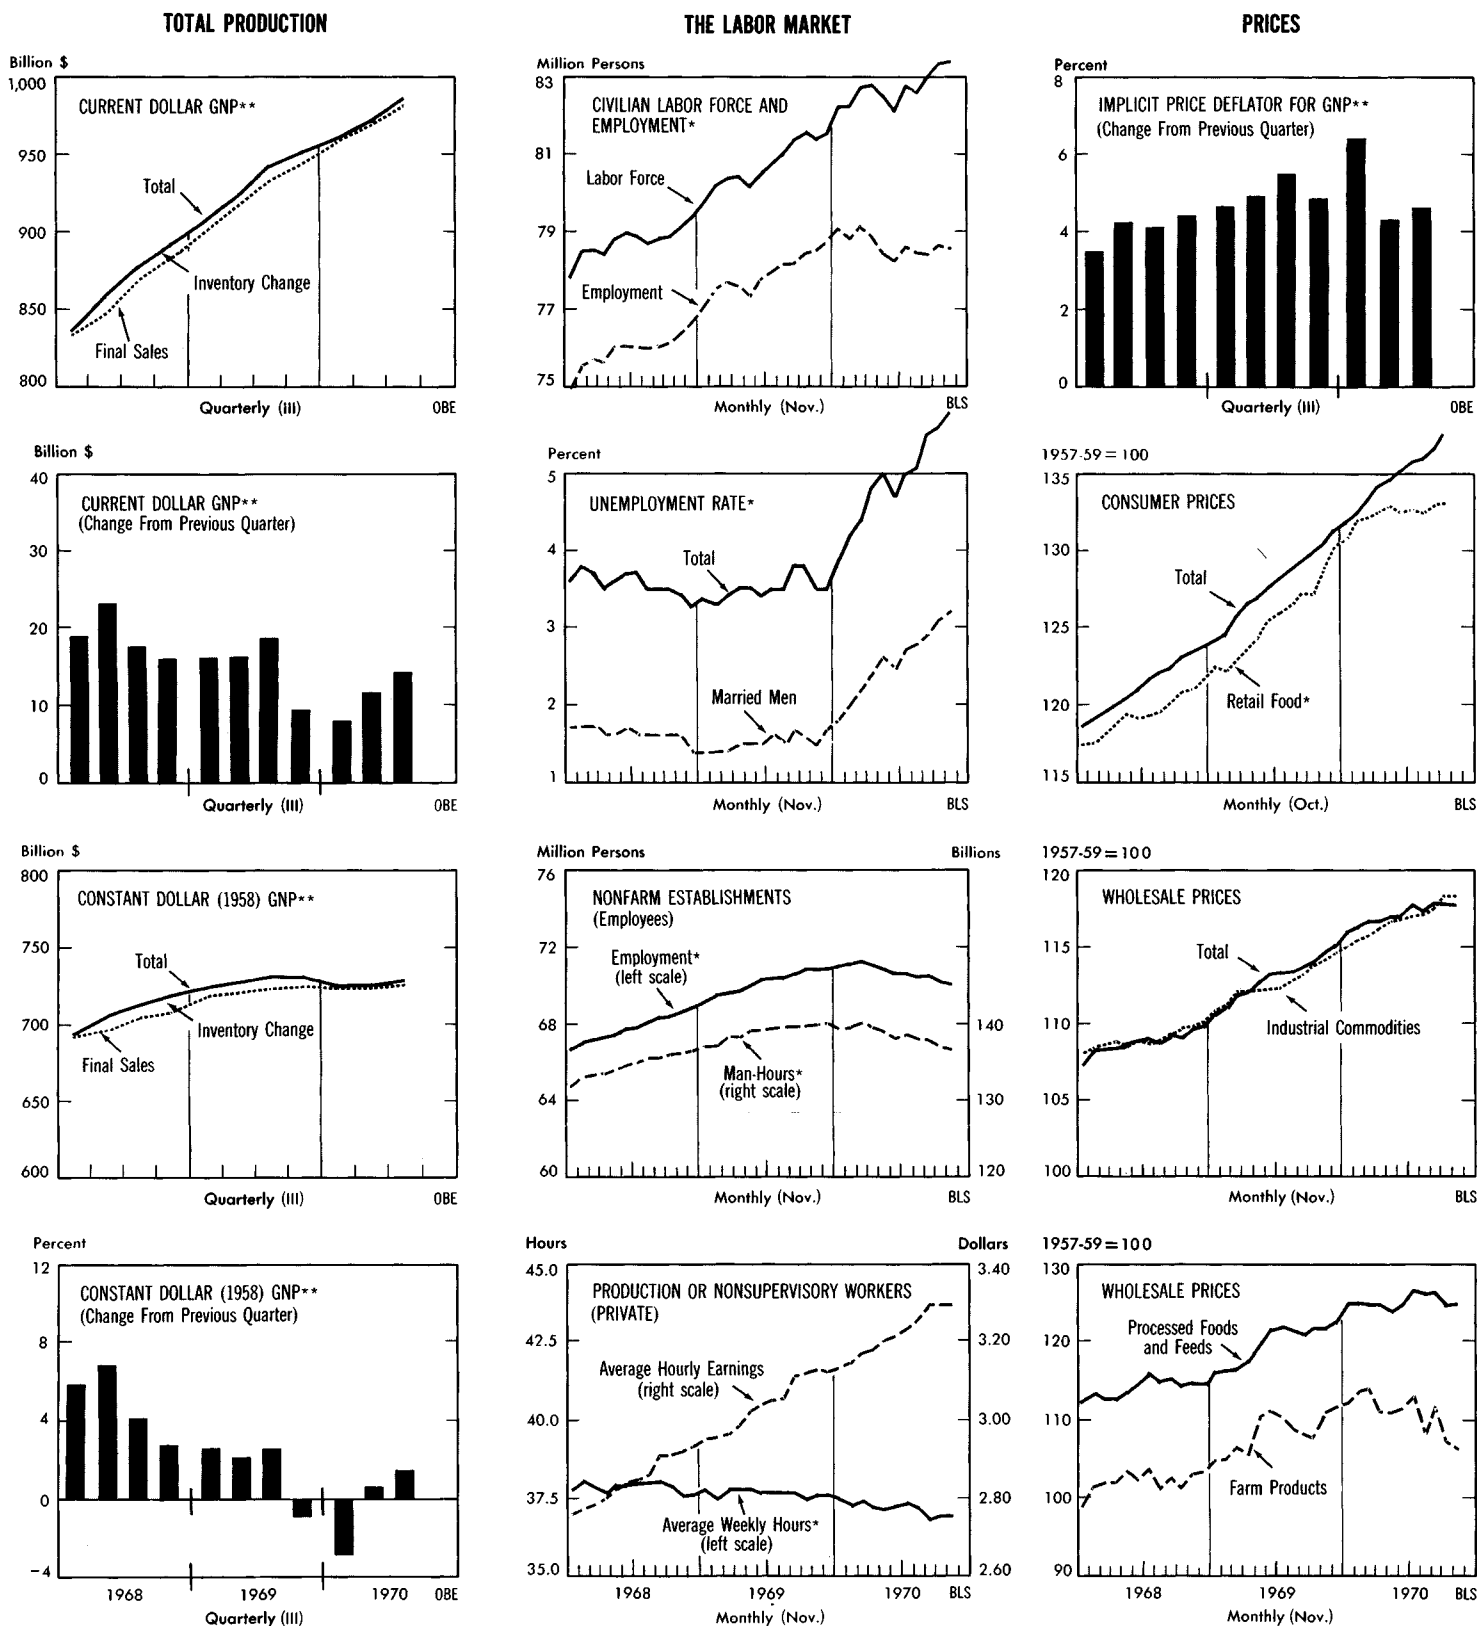 TOTAL PRODUCTION
Billion $
1,000
950
900
850
800
CURRENT DOLLAR GNP**
Total
Inventory Change
Final Sales
Quarterly (III)
OBE
Billion $
40
30
20
10
0
CURRENT DOLLAR GNP**
(Change From Previous Quarter)
Quarterly (III)
OBE
Billion $
800
750
700
650
600
CONSTANT DOLLAR (1958) GNP**
Total
Inventory Change
Final Sales
Quarterly (III)
OBE
Percent
12
8
4
0
-4
CONSTANT DOLLAR (1958) GNP**
(Change From Previous Quarter)
1968
1969
1970
OBE
Quarterly (III)
THE LABOR MARKET
Million Persons
83
81
79
77
75
CIVILIAN LABOR FORCE AND
EMPLOYMENT*
Labor Force
Employment
Monthly (Nov.)
BLS
Percent
5
4
3
2
1
UNEMPLOYMENT RATE*
Total
Married Men
Monthly (Nov.)
BLS
Million Persons
Billions
76
72
68
64
60
140
130
120
NONFARM ESTABLISHMENTS
(Employees)
Employment*
(left scale)
Man-Hours*
(right scale)
Monthly (Nov.)
BLS
Hours
Dollars
45.0
42.5
40.0
37.5
35.0
3.40
3.20
3.00
2.80
2.60
PRODUCTION OR NONSUPERVISORY WORKERS
(PRIVATE)
Average Hourly Earnings
(right scale)
Average Weekly Hours*
(left scale)
1968
1969
1970
BLS
Monthly (Nov.)
PRICES
Percent
8
6
4
2
0
IMPLICIT PRICE DEFLATOR FOR GNP**
(Change From Previous Quarter)
Quarterly (III)
OBE
1957-59 = 100
135
130
125
120
115
CONSUMER PRICES
Total
Retail Food*
Monthly (Oct.)
BLS
1957-59 = 100
120
115
110
105
100
WHOLESALE PRICES
Total
Industrial Commodities
Monthly (Nov.)
BLS
1957-59 = 100
130
120
110
100
90
WHOLESALE PRICES
Processed Foods
and Feeds
Farm Products
1968
1969
1970
BLS
Monthly (Nov.)